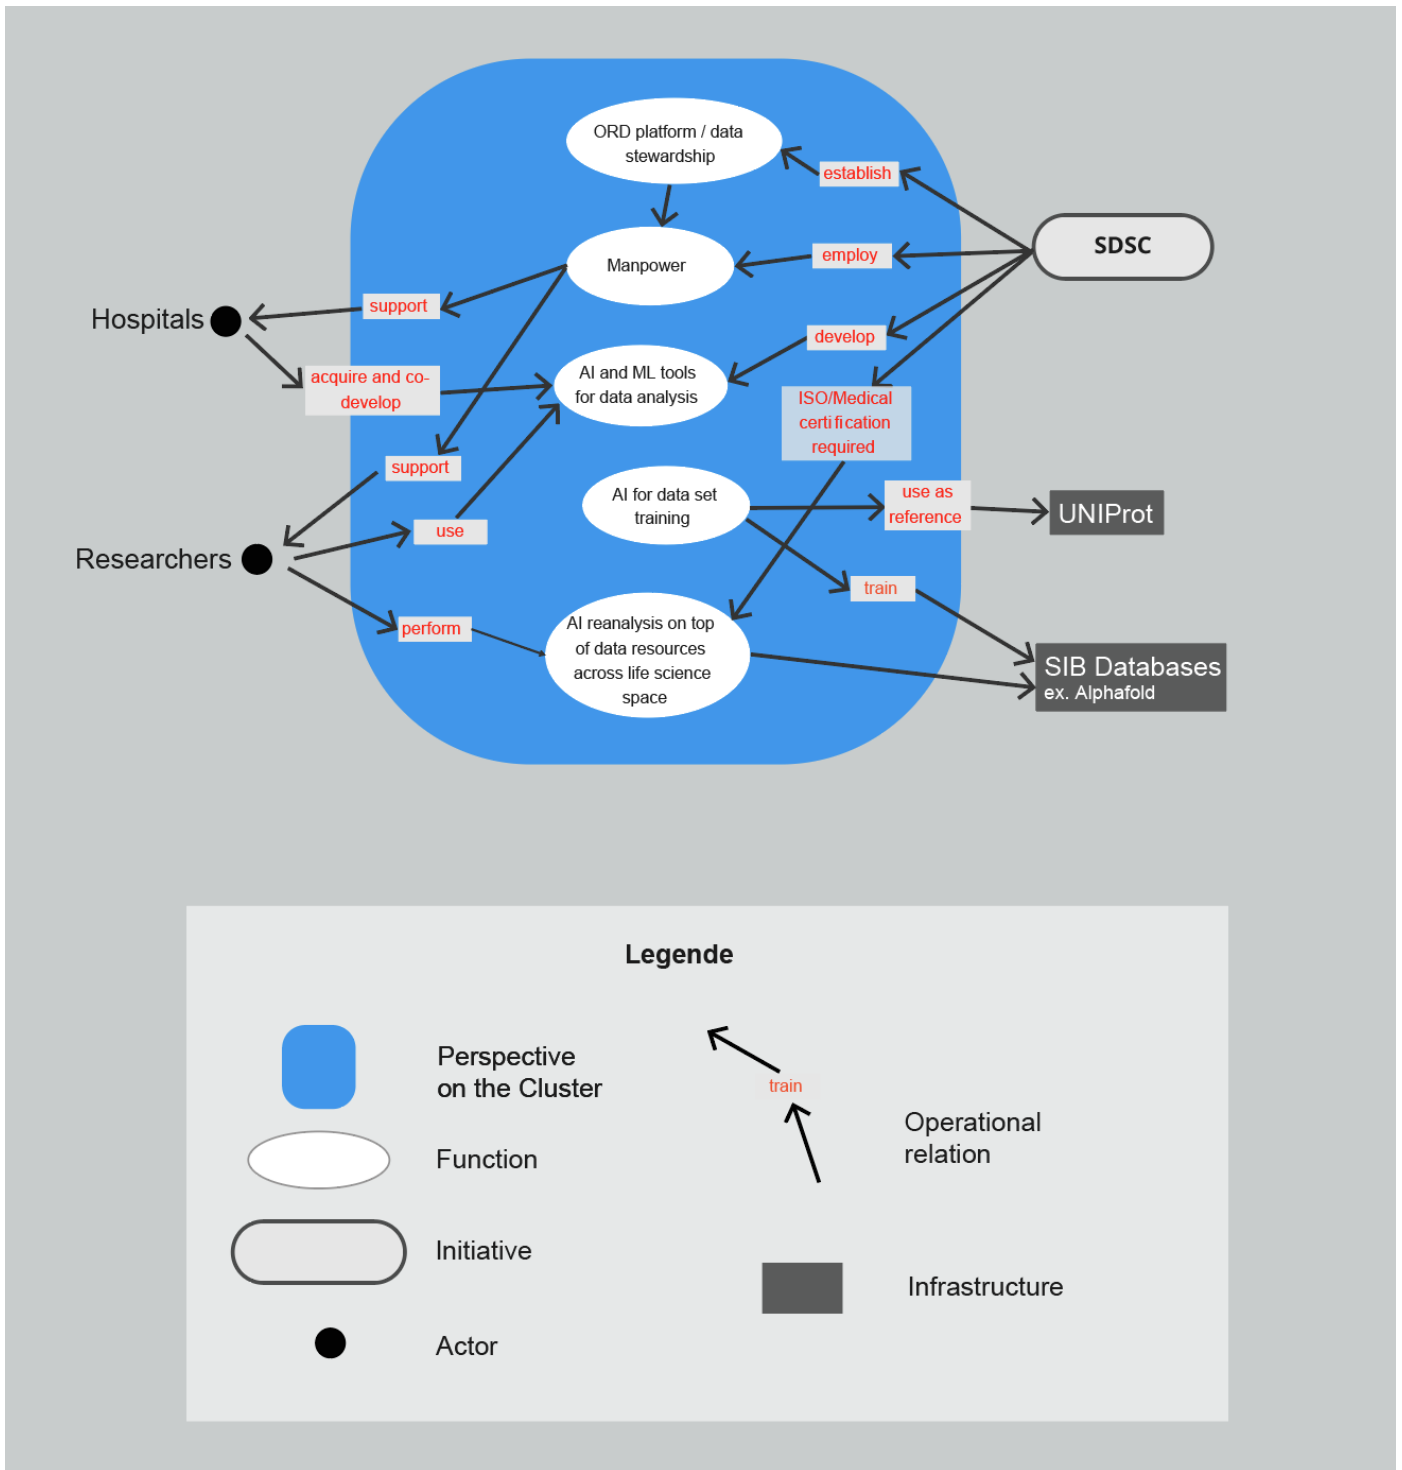 ORD platform / data
stewardship
establish
SDSC
employ
Manpower
Hospitals
support
develop
acquire and co-
develop
AI and ML tools
for data analysis
ISO/Medical
certification
required
support
AI for data set
training
use as
reference
UNIProt
use
Researchers
train
perform
AI reanalysis on top
of data resources
across life science
space
SIB Databases
ex. Alphafold
Legende
Perspective
on the Cluster
train
Operational
relation
Function
Initiative
Infrastructure
Actor